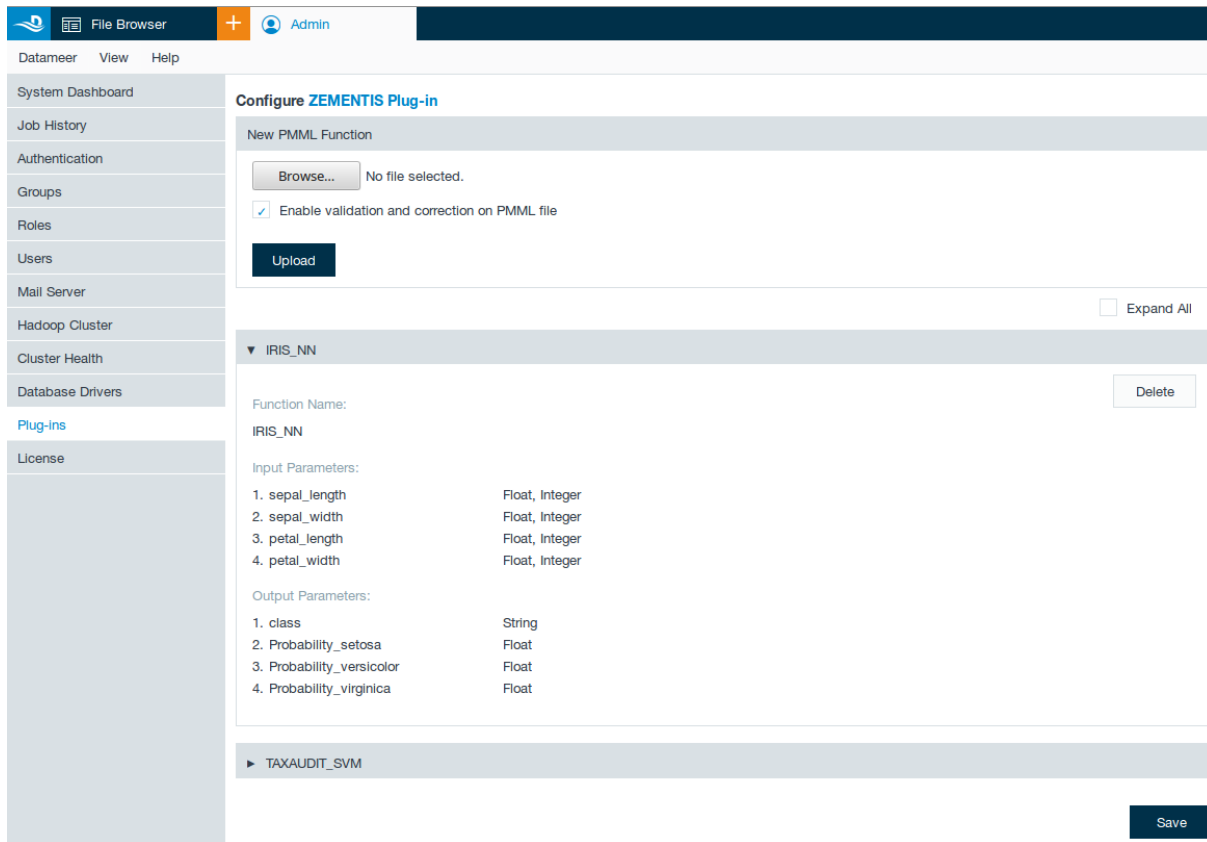 File Browser
+
Admin
Datameer View Help
System Dashboard
Job History
Authentication
Groups
Roles
Users
Mail Server
Hadoop Cluster
Cluster Health
Database Drivers
Plug-ins
License
Configure ZEMENTIS Plug-in
New PMML Function
Browse... No file selected.
Enable validation and correction on PMML file
Upload
Expand All
IRIS_NN
Delete
Function Name:
IRIS_NN
Input Parameters:
1. sepal_length Float, Integer
2. sepal_width Float, Integer
3. petal_length Float, Integer
4. petal_width Float, Integer
Output Parameters:
1. class String
2. Probability_setosa Float
3. Probability_versicolor Float
4. Probability_virginica Float
TAXAUDIT_SVM
Save